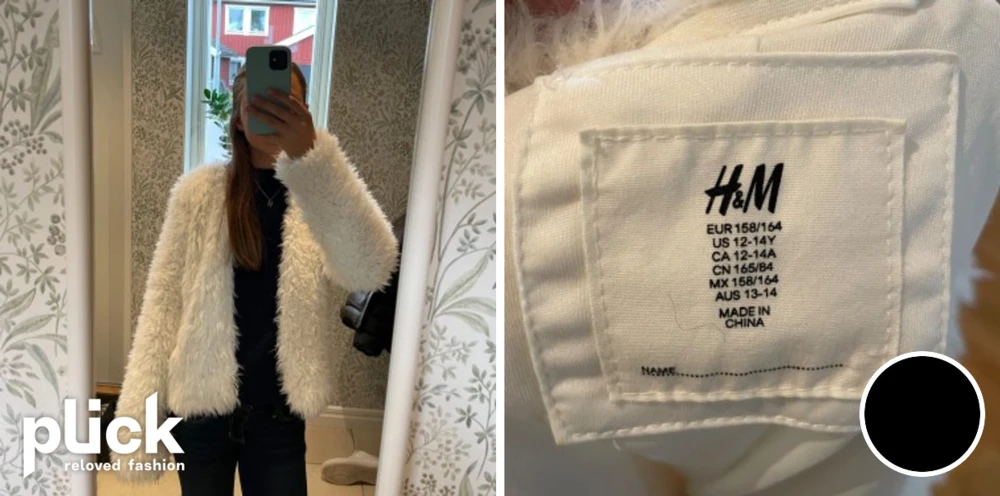 plick
reloved fashion
H&M
EUR 158/164
US 12-14Y
CA 12-14A
CN 165/84
MX 158/164
AUS 13-14
MADE IN
CHINA
NAME